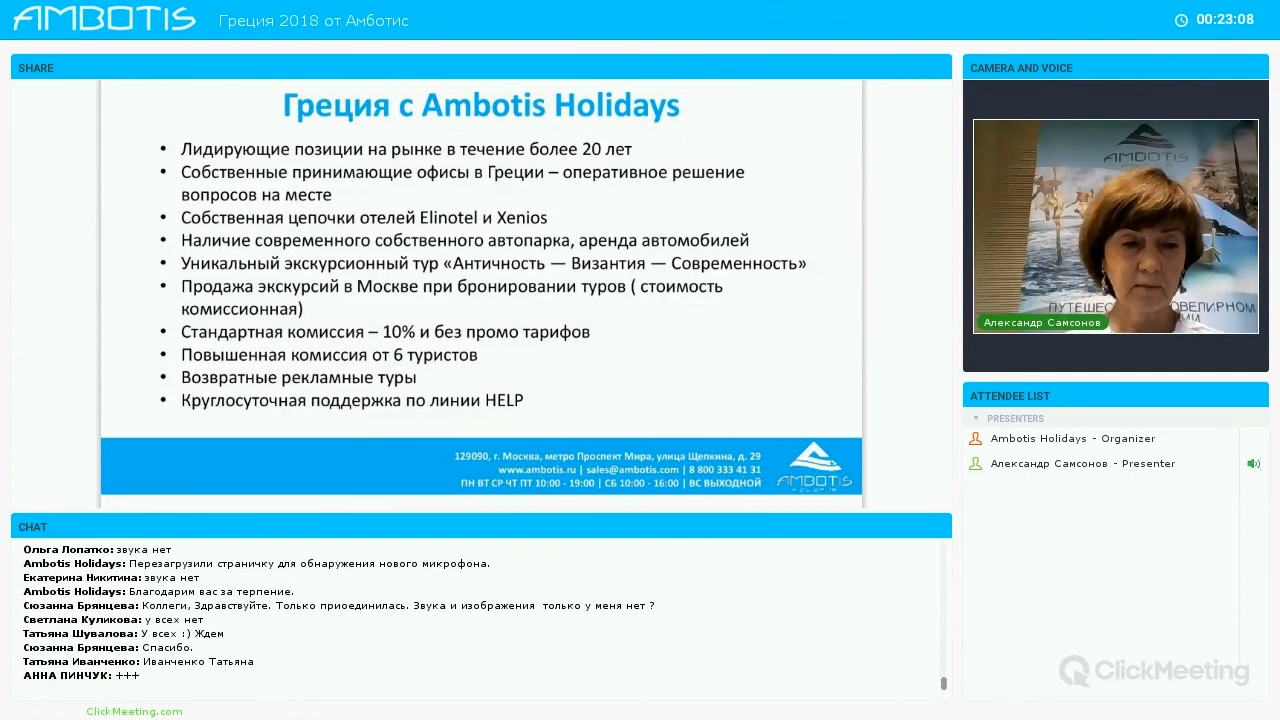 AMBOTIS
Греция 2018 от Амботис
00:23:08
SHARE
Греция с Ambotis Holidays
• Лидирующие позиции на рынке в течение более 20 лет
• Собственные принимающие офисы в Греции – оперативное решение
вопросов на месте
• Собственная цепочки отелей Elinotel и Xenios
• Наличие современного собственного автопарка, аренда автомобилей
• Уникальный экскурсионный тур «Античность — Византия — Современность»
• Продажа экскурсий в Москве при бронировании туров ( стоимость
комиссионная)
• Стандартная комиссия – 10% и без промо тарифов
• Повышенная комиссия от 6 туристов
• Возвратные рекламные туры
• Круглосуточная поддержка по линии HELP
129090, г. Москва, метро Проспект Мира, улица Щепкина, д. 29
www.ambotis.ru | sales@ambotis.com | 8 800 333 41 31
ПН ВТ СР ЧТ ПТ 10:00 - 19:00 | СБ 10:00 - 16:00 | ВС ВЫХОДНОЙ
AMBOTIS
HOLIDAYS
CHAT
Ольга Лопатко: звука нет
Ambotis Holidays: Перезагрузили страничку для обнаружения нового микрофона.
Екатерина Никитина: звука нет
Ambotis Holidays: Благодарим вас за терпение.
Сюзанна Брянцева: Коллеги, Здравствуйте. Только приоединилась. Звука и изображения только у меня нет ?
Светлана Куликова: у всех нет
Татьяна Шувалова: У всех :) Ждем
Сюзанна Брянцева: Спасибо.
Татьяна Иванченко: Иванченко Татьяна
АННА ПИНЧУК: +++
ClickMeeting.com
CAMERA AND VOICE
AMBOTIS
Александр Самсонов
ATTENDEE LIST
PRESENTERS
Ambotis Holidays - Organizer
Александр Самсонов - Presenter
ClickMeeting